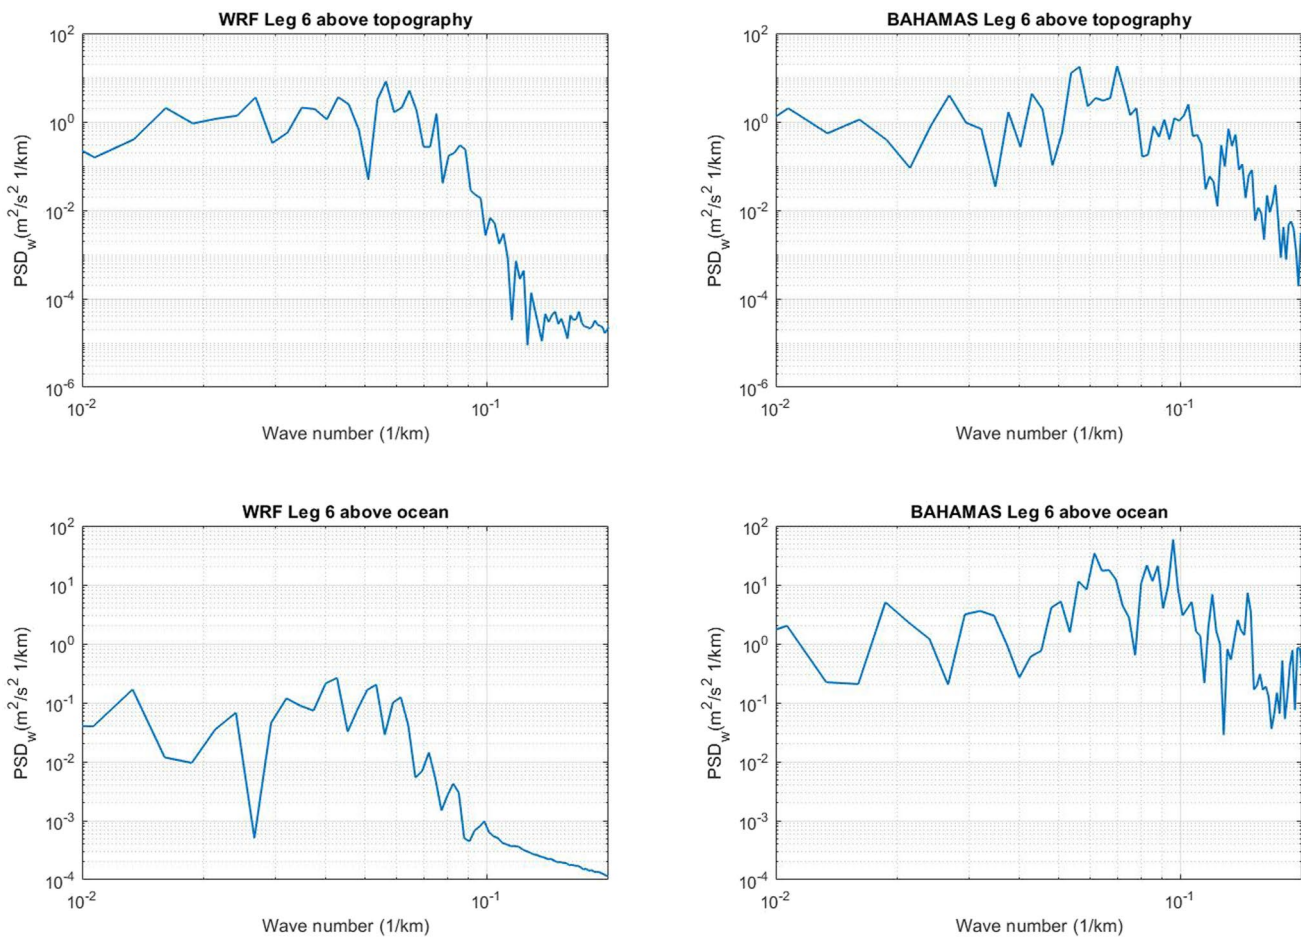 WRF Leg 6 above topography
10^2
10^0
10^-2
10^-4
10^-6
PSD_w(m^2/s^2 1/km)
10^-2
10^-1
Wave number (1/km)
BAHAMAS Leg 6 above topography
10^2
10^0
10^-2
10^-4
10^-6
PSD_w(m^2/s^2 1/km)
10^-2
10^-1
Wave number (1/km)
WRF Leg 6 above ocean
10^2
10^1
10^0
10^-1
10^-2
10^-3
10^-4
PSD_w(m^2/s^2 1/km)
10^-2
10^-1
Wave number (1/km)
BAHAMAS Leg 6 above ocean
10^2
10^1
10^0
10^-1
10^-2
10^-3
10^-4
PSD_w(m^2/s^2 1/km)
10^-2
10^-1
Wave number (1/km)